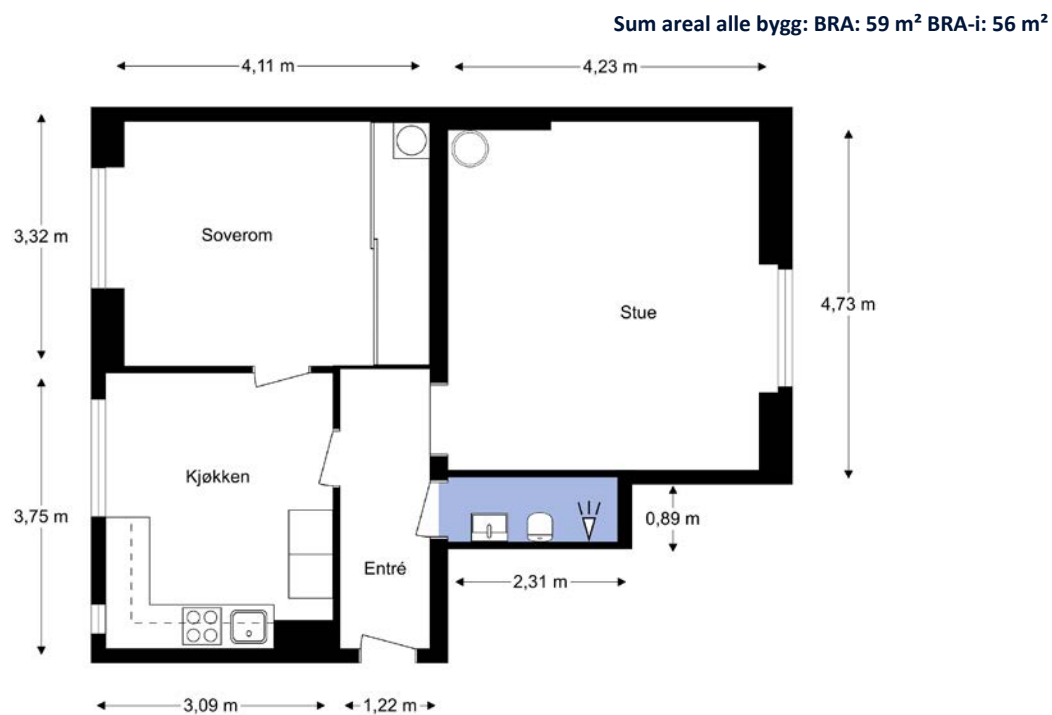 Sum areal alle bygg: BRA: 59 m² BRA-i: 56 m²
4,11 m
4,23 m
3,32 m
Soverom
Stue
4,73 m
Kjøkken
3,75 m
0,89 m
Entré
2,31 m
3,09 m
1,22 m